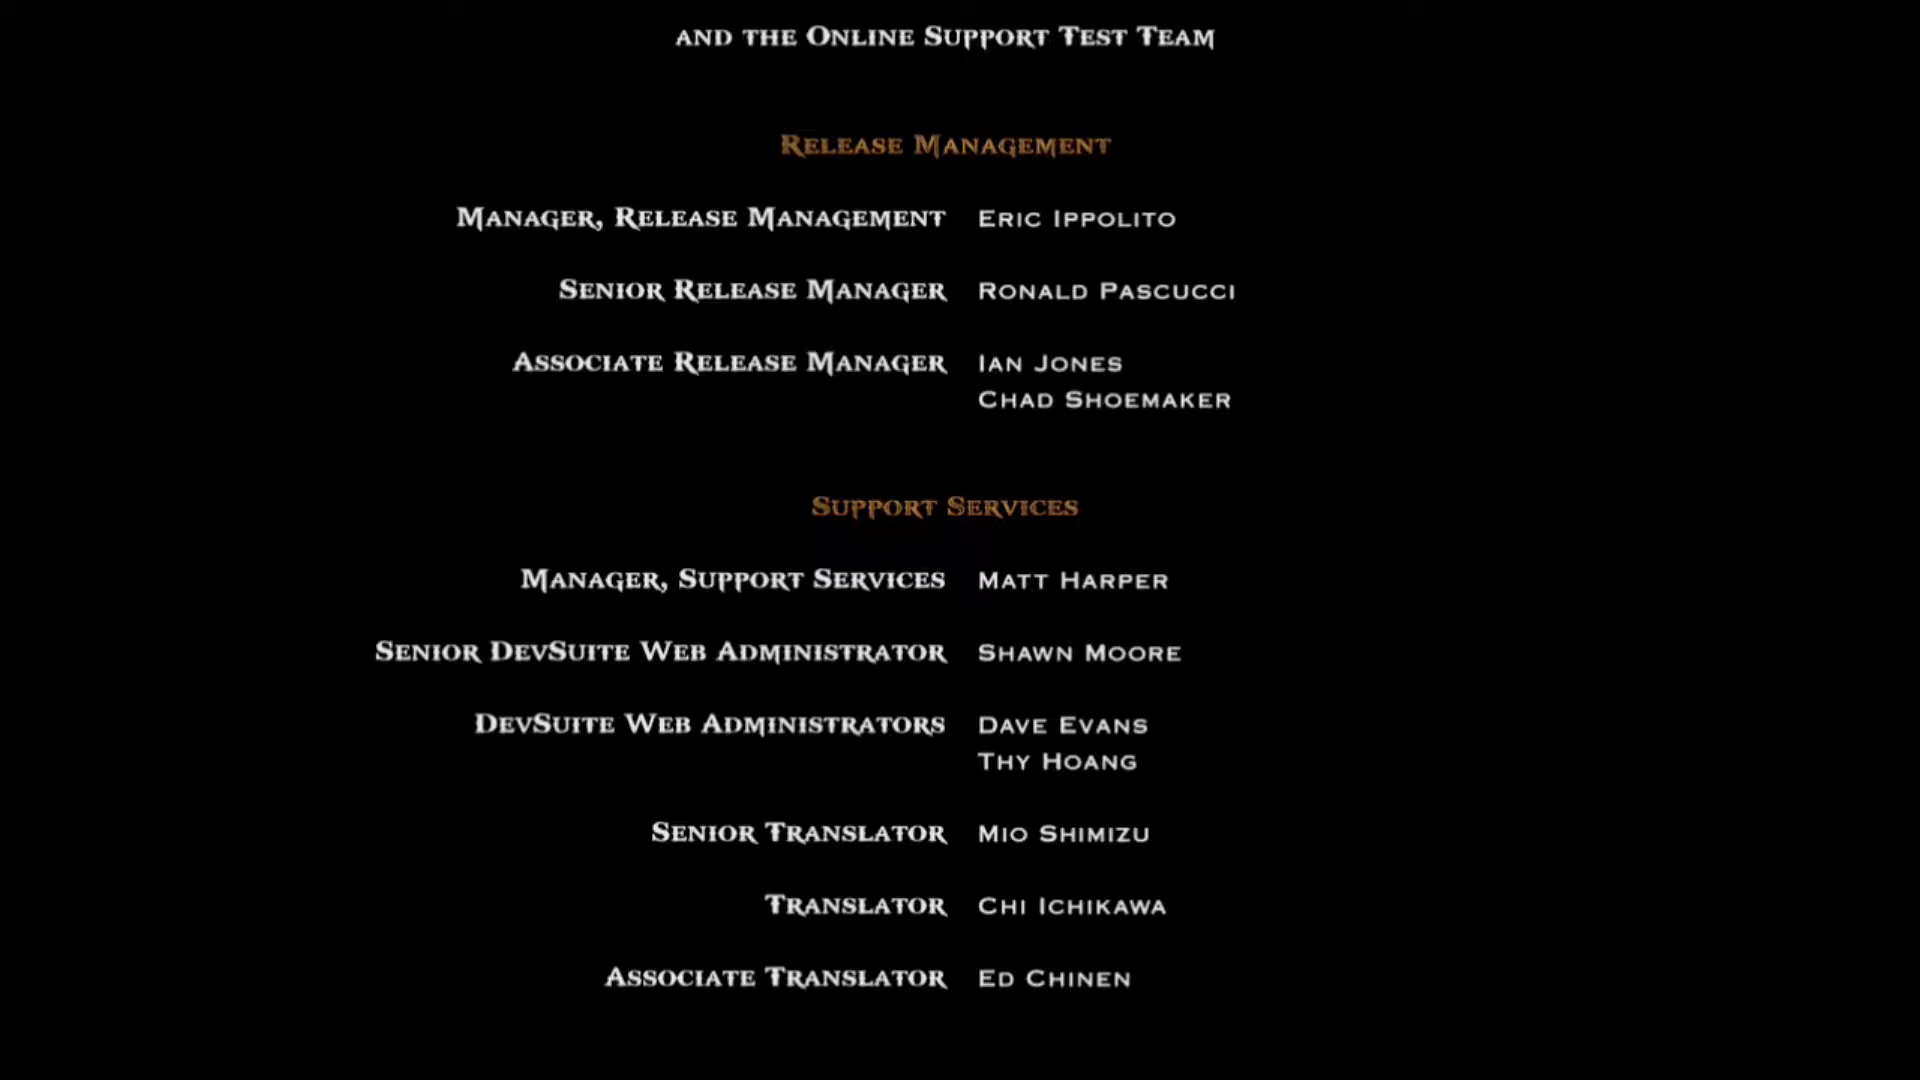 and the Online Support Test Team
Release Management
Manager, Release Management Eric Ippolito
Senior Release Manager Ronald Pascucci
Associate Release Manager Ian Jones
Chad Shoemaker
Support Services
Manager, Support Services Matt Harper
Senior DevSuite Web Administrator Shawn Moore
DevSuite Web Administrators Dave Evans
Thy Hoang
Senior Translator Mio Shimizu
Translator Chi Ichikawa
Associate Translator Ed Chinen